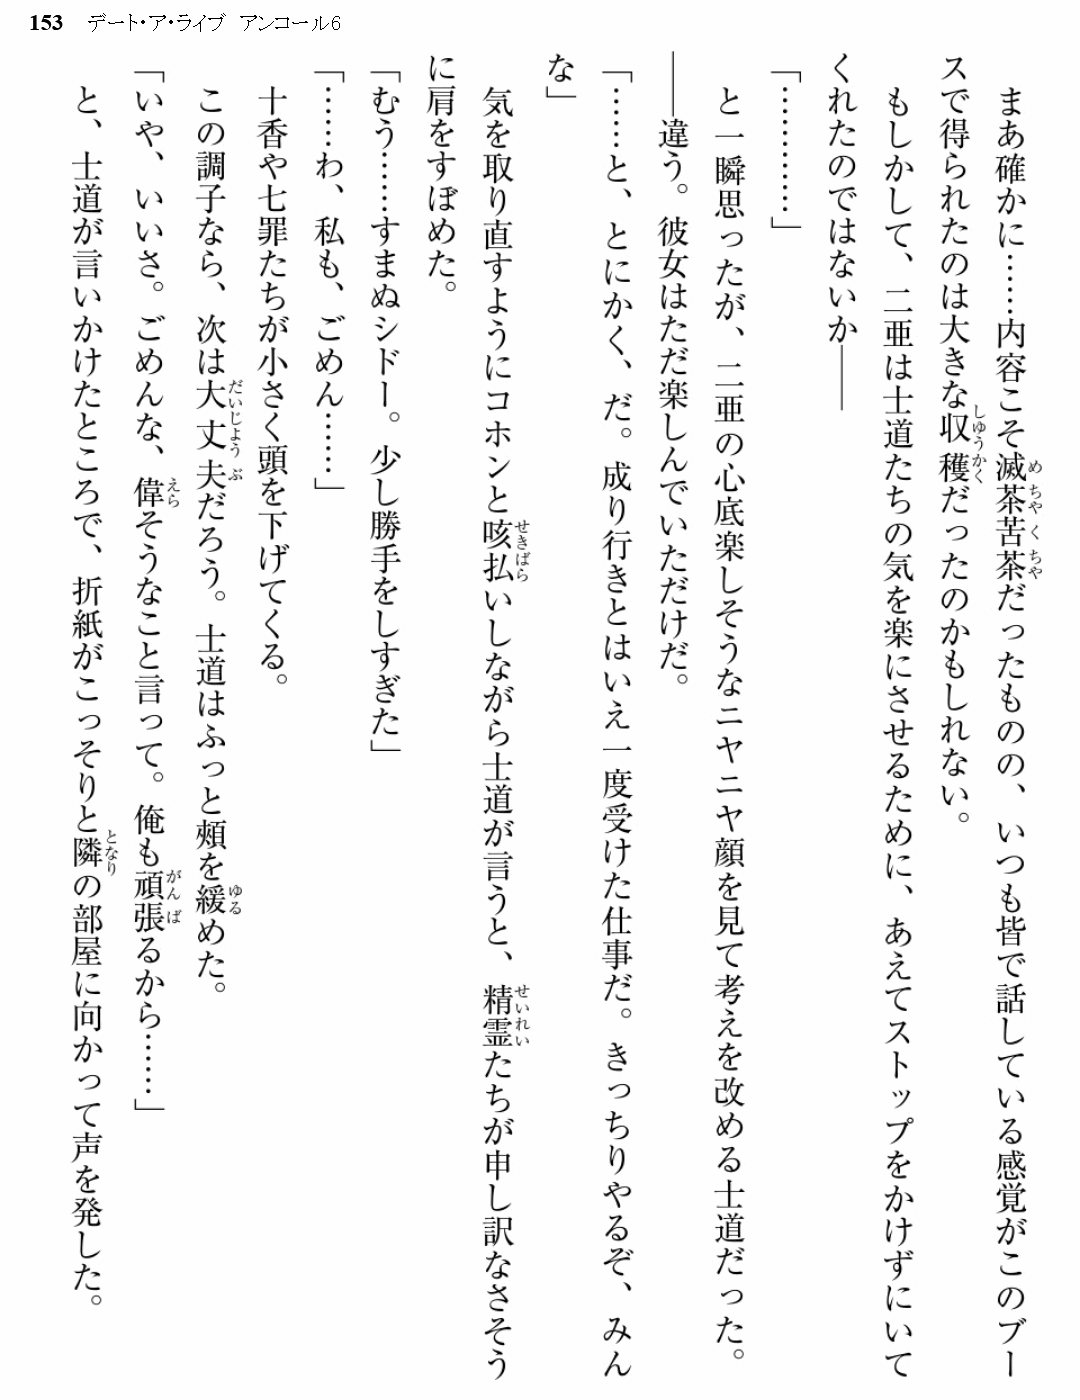 153 デート・ア・ライブ アンコール6
まあ確かに……内容こそ滅茶苦茶だったものの、いつも皆で話している感覚がこのブー
スで得られたのは大きな収穫だったのかもしれない。
もしかして、二亜は士道たちの気を楽にさせるために、あえてストップをかけずにいて
くれたのではないか――
「…………」
と一瞬思ったが、二亜の心底楽しそうなニヤニヤ顔を見て考えを改める士道だった。
――違う。彼女はただ楽しんでいただけだ。
「……と、とにかく、だ。成り行きとはいえ一度受けた仕事だ。きっちりやるぞ、みん
な」
気を取り直すようにコホンと咳払いしながら士道が言うと、精霊たちが申し訳なさそう
に肩をすぼめた。
「むう……すまぬシドー。少し勝手をしすぎた」
「……わ、私も、ごめん……」
十香や七罪たちが小さく頭を下げてくる。
この調子なら、次は大丈夫だろう。士道はふっと頰を緩めた。
「いや、いいさ。ごめんな、偉そうなこと言って。俺も頑張るから……」
と、士道が言いかけたところで、折紙がこっそりと隣の部屋に向かって声を発した。